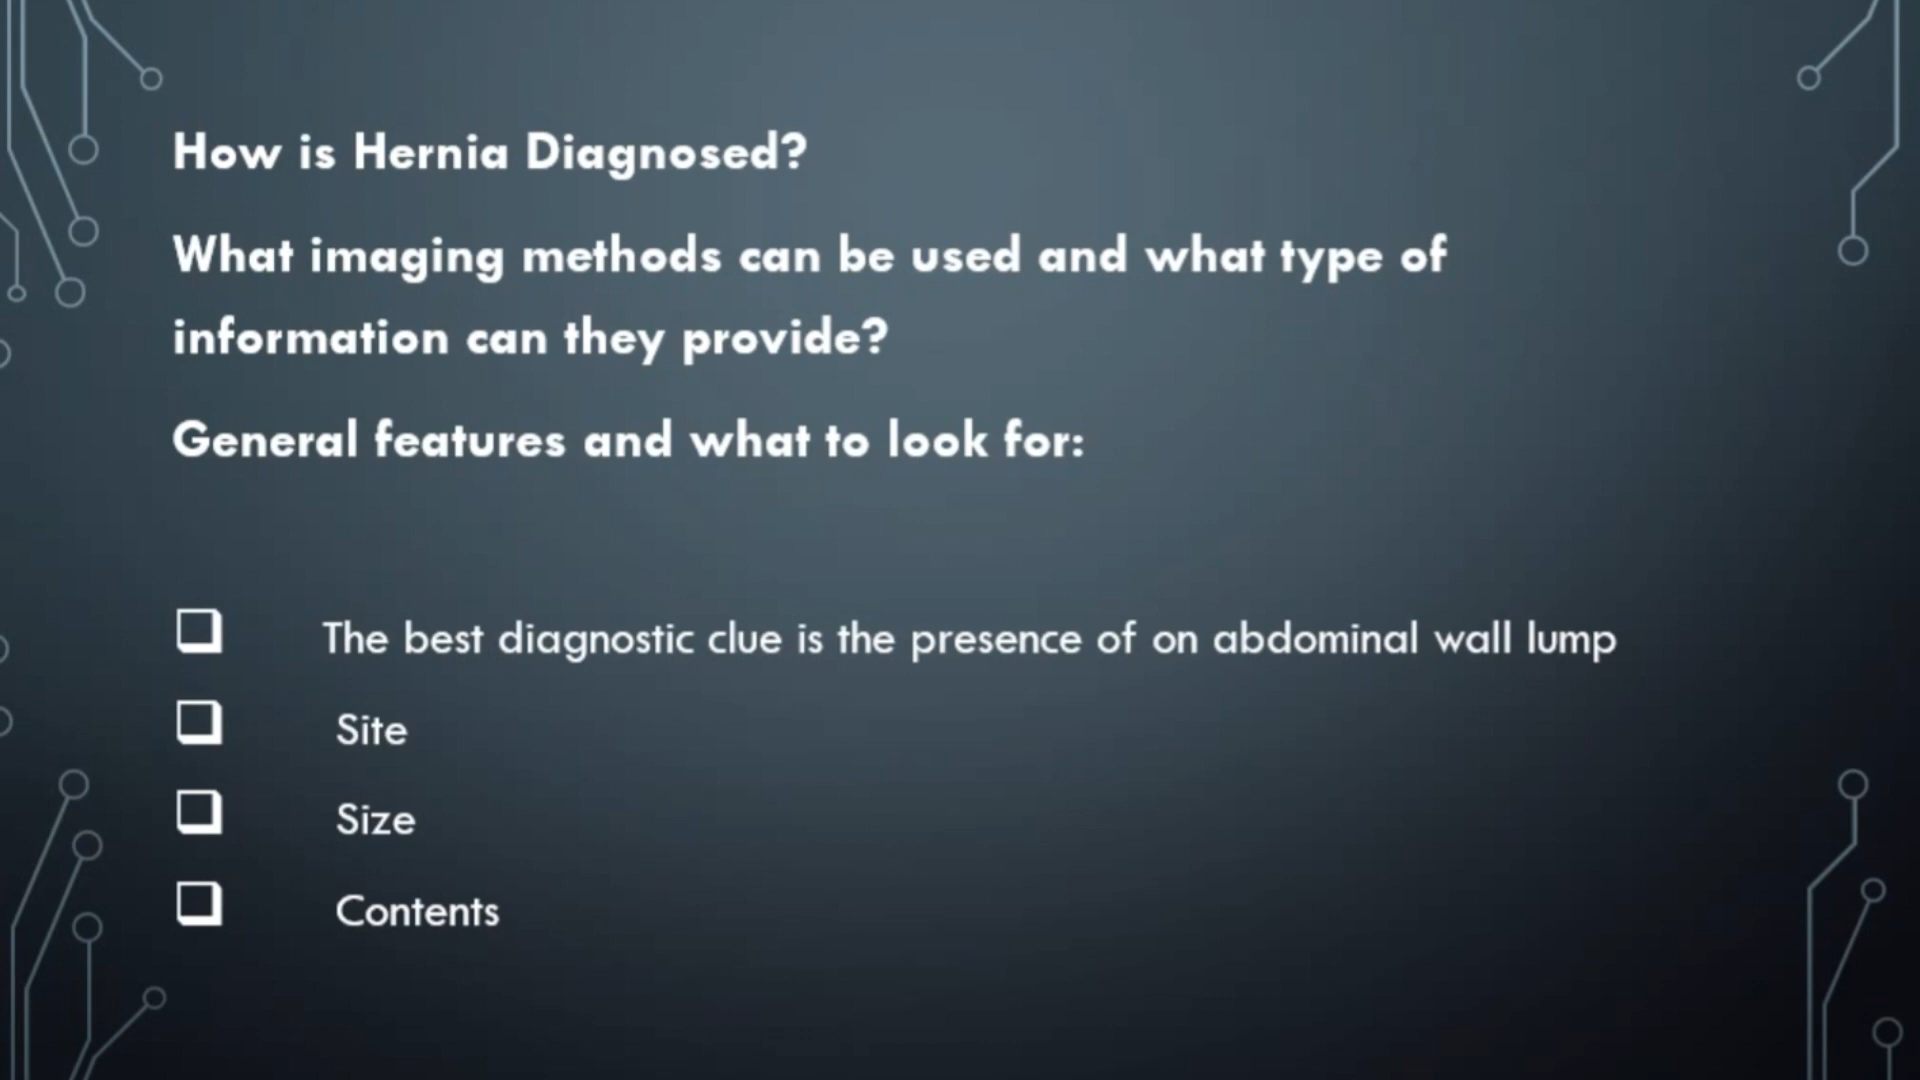 How is Hernia Diagnosed?
What imaging methods can be used and what type of
information can they provide?
General features and what to look for:
The best diagnostic clue is the presence of on abdominal wall lump
Site
Size
Contents